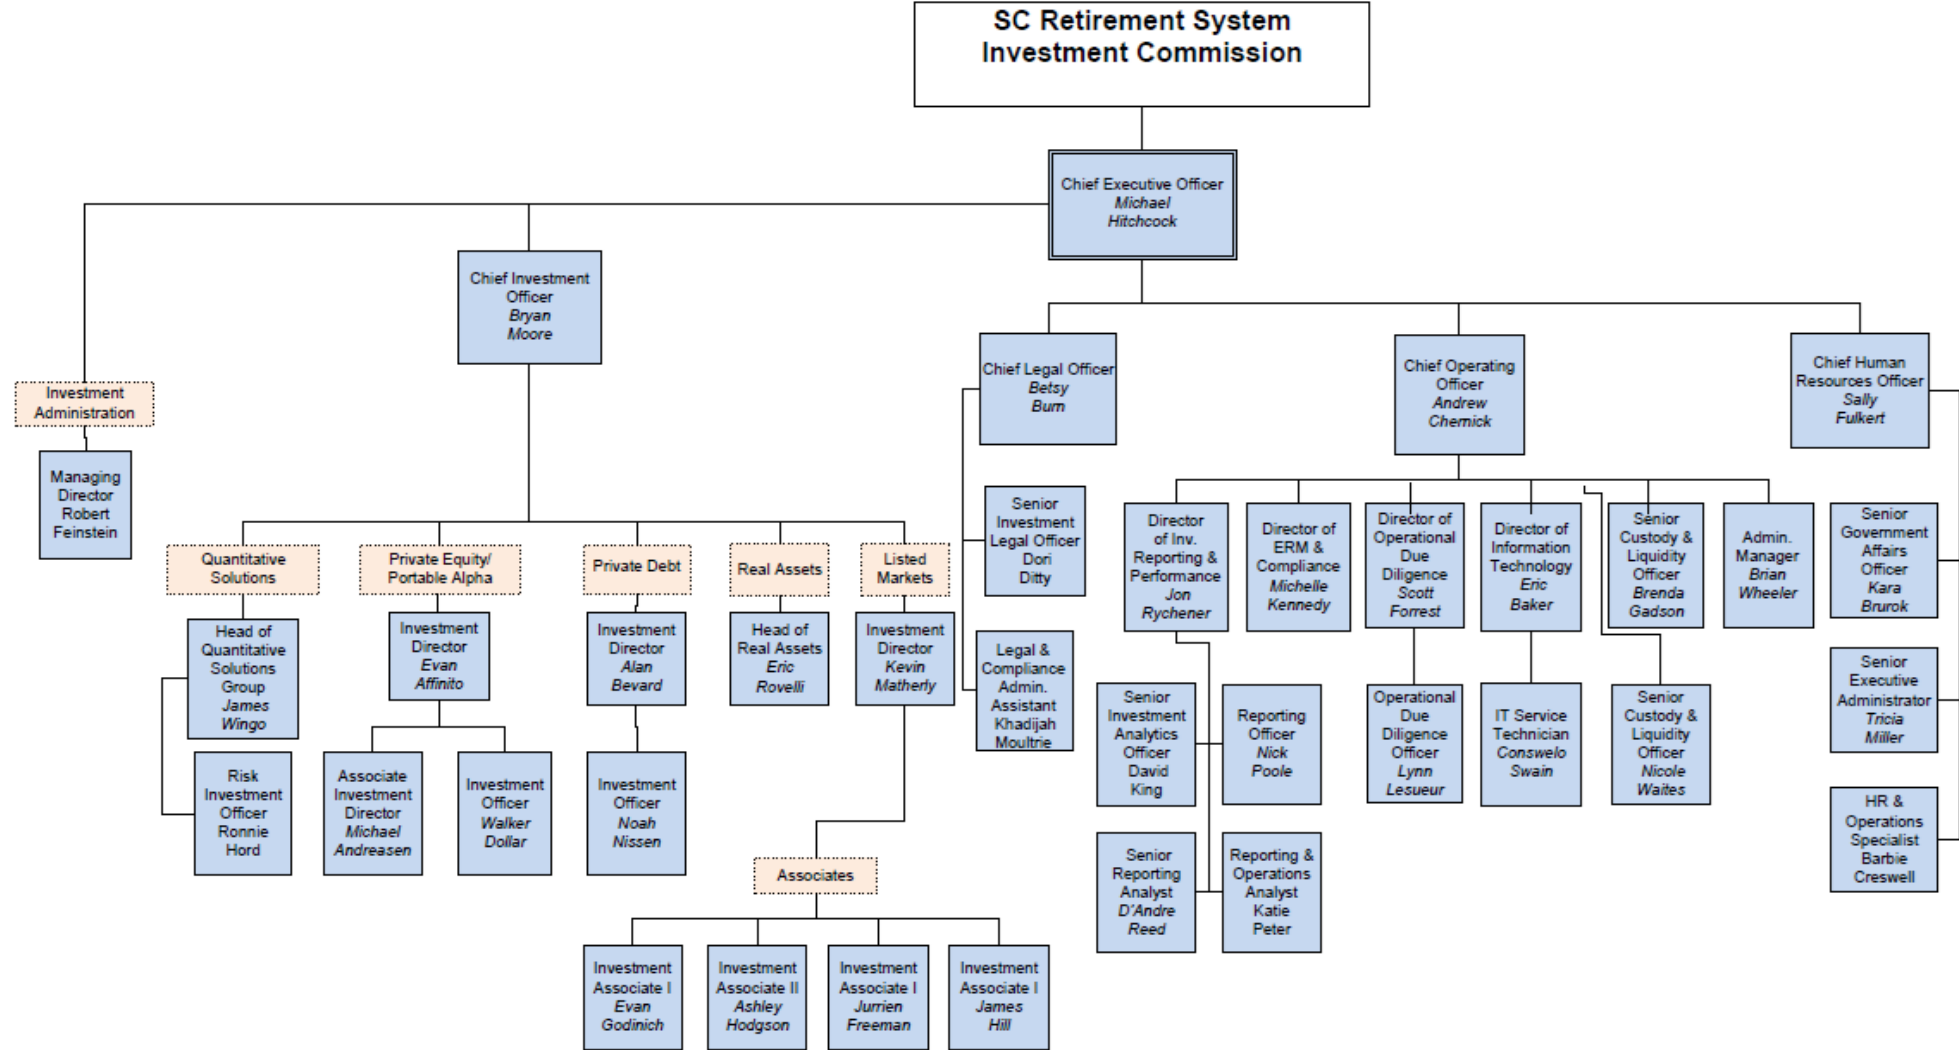 SC Retirement System
Investment Commission
Chief Executive Officer
Michael
Hitchcock
Chief Investment
Officer
Bryan
Moore
Chief Legal Officer
Betsy
Burn
Chief Operating
Officer
Andrew
Chernick
Chief Human
Resources Officer
Sally
Fulkert
Investment
Administration
Managing
Director
Robert
Feinstein
Quantitative
Solutions
Private Equity/
Portable Alpha
Private Debt
Real Assets
Listed
Markets
Head of
Quantitative
Solutions
Group
James
Wingo
Investment
Director
Evan
Affinito
Investment
Director
Alan
Bevard
Head of
Real Assets
Eric
Rovelli
Investment
Director
Kevin
Matherly
Risk
Investment
Officer
Ronnie
Hord
Associate
Investment
Director
Michael
Andreasen
Investment
Officer
Walker
Dollar
Investment
Officer
Noah
Nissen
Associates
Investment
Associate I
Evan
Godinich
Investment
Associate II
Ashley
Hodgson
Investment
Associate I
Jurrien
Freeman
Investment
Associate I
James
Hill
Senior
Investment
Legal Officer
Dori
Ditty
Legal &
Compliance
Admin.
Assistant
Khadijah
Moultrie
Director
of Inv.
Reporting &
Performance
Jon
Rychener
Director of
ERM &
Compliance
Michelle
Kennedy
Director of
Operational
Due
Diligence
Scott
Forrest
Director of
Information
Technology
Eric
Baker
Senior
Custody &
Liquidity
Officer
Brenda
Gadson
Admin.
Manager
Brian
Wheeler
Senior
Investment
Analytics
Officer
David
King
Reporting
Officer
Nick
Poole
Operational
Due
Diligence
Officer
Lynn
Lesueur
IT Service
Technician
Conswelo
Swain
Senior
Custody &
Liquidity
Officer
Nicole
Waites
Senior
Reporting
Analyst
D'Andre
Reed
Reporting &
Operations
Analyst
Katie
Peter
Senior
Government
Affairs
Officer
Kara
Brurok
Senior
Executive
Administrator
Tricia
Miller
HR &
Operations
Specialist
Barbie
Creswell